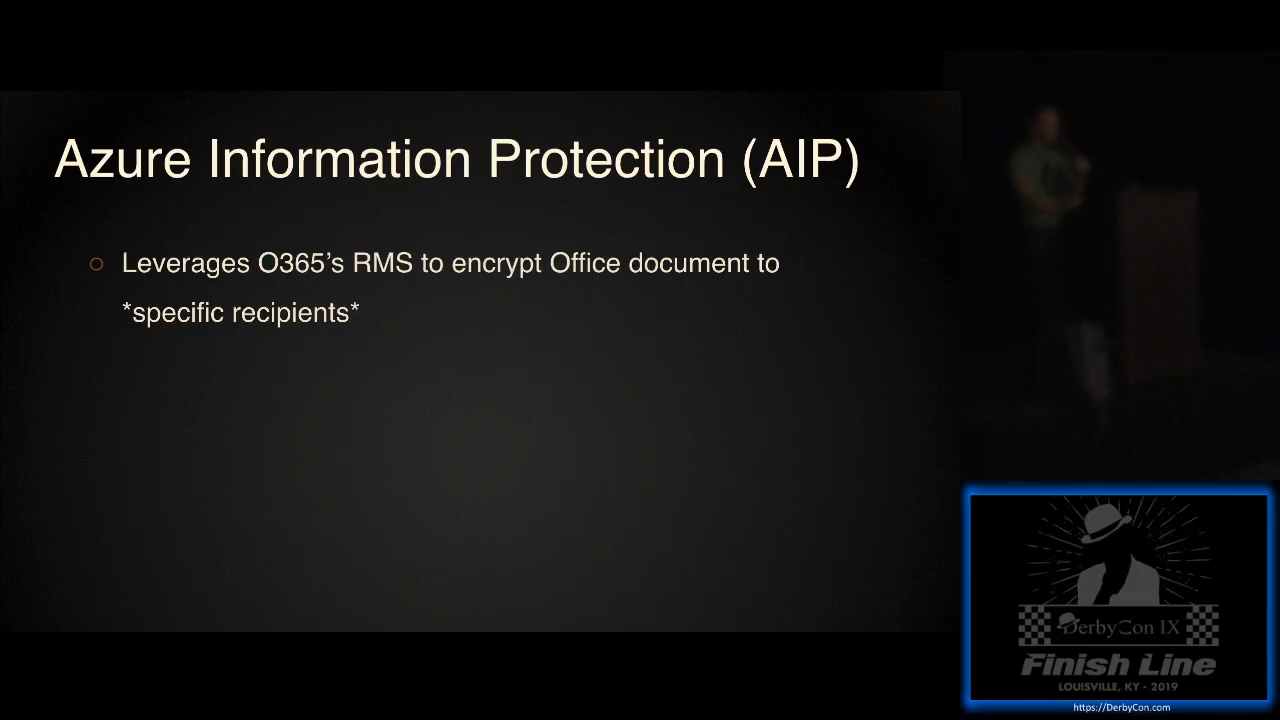 Azure Information Protection (AIP)
Leverages O365’s RMS to encrypt Office document to
*specific recipients*
DerbyCon IX
Finish Line
LOUISVILLE, KY - 2019
https://DerbyCon.com